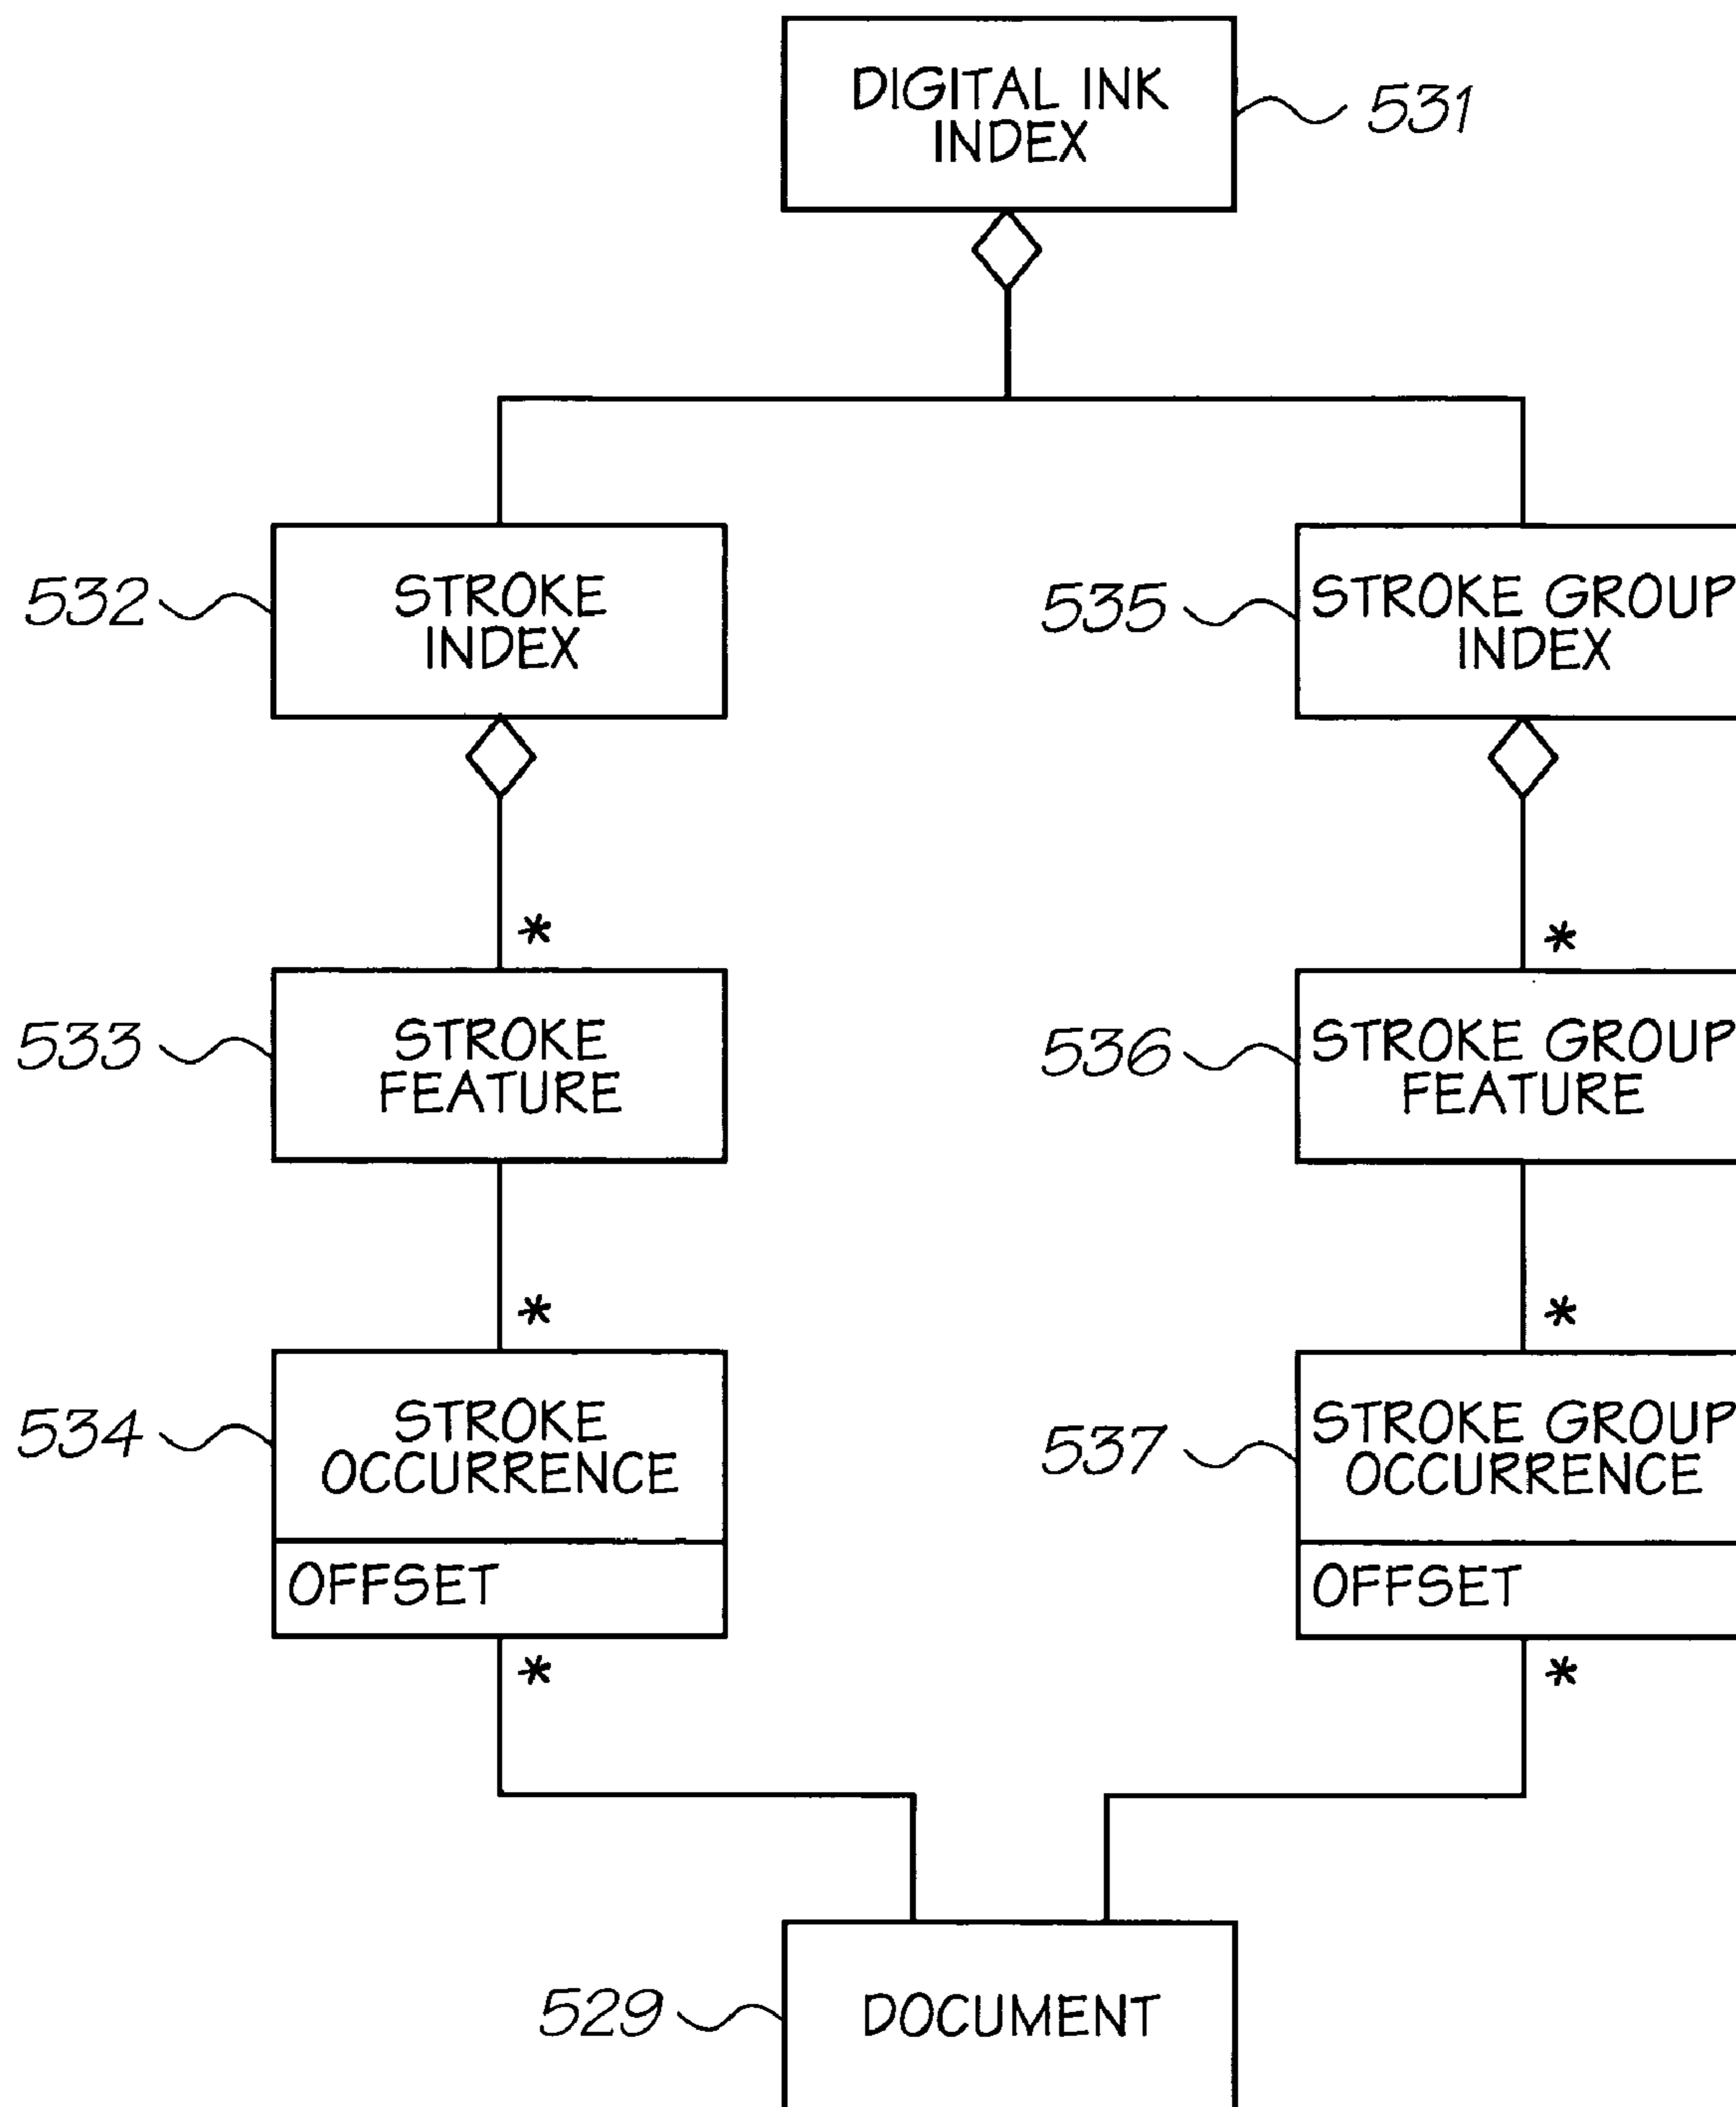 DIGITAL INK
INDEX
531
532
STROKE
INDEX
535
STROKE GROUP
INDEX
*
*
533
STROKE
FEATURE
536
STROKE GROUP
FEATURE
*
*
534
STROKE
OCCURRENCE
OFFSET
537
STROKE GROUP
OCCURRENCE
OFFSET
*
*
529
DOCUMENT